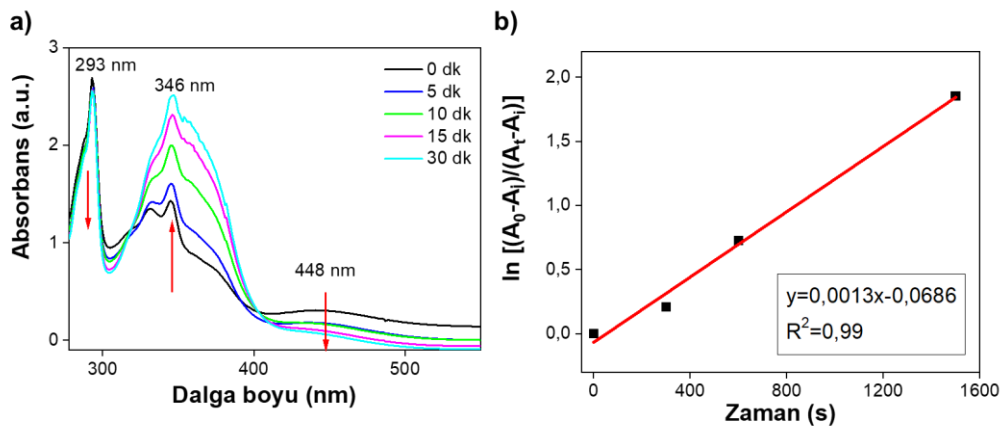 a)
3
2
1
0
Absorbans (a.u.)
293 nm
346 nm
448 nm
0 dk
5 dk
10 dk
15 dk
30 dk
300
400
500
Dalga boyu (nm)
b)
2,0
1,5
1,0
0,5
0,0
ln [(A0-Ai)/(At-Ai)]
y=0,0013x-0,0686
R²=0,99
0
400
800
1200
1600
Zaman (s)